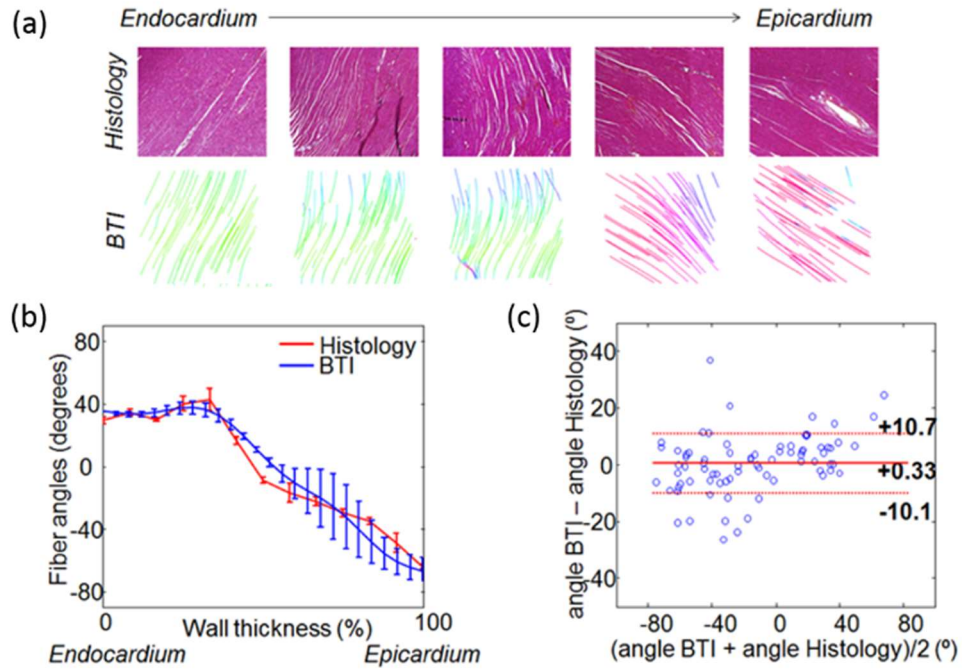 (a)
Endocardium
Epicardium
Histology
BTI
(b)
80
40
0
-40
-80
Fiber angles (degrees)
Histology
BTI
0
Wall thickness (%)
100
Endocardium
Epicardium
(c)
40
20
0
-20
-40
angle BTI – angle Histology (º)
+10.7
+0.33
-10.1
-80
-40
0
40
80
(angle BTI + angle Histology)/2 (º)